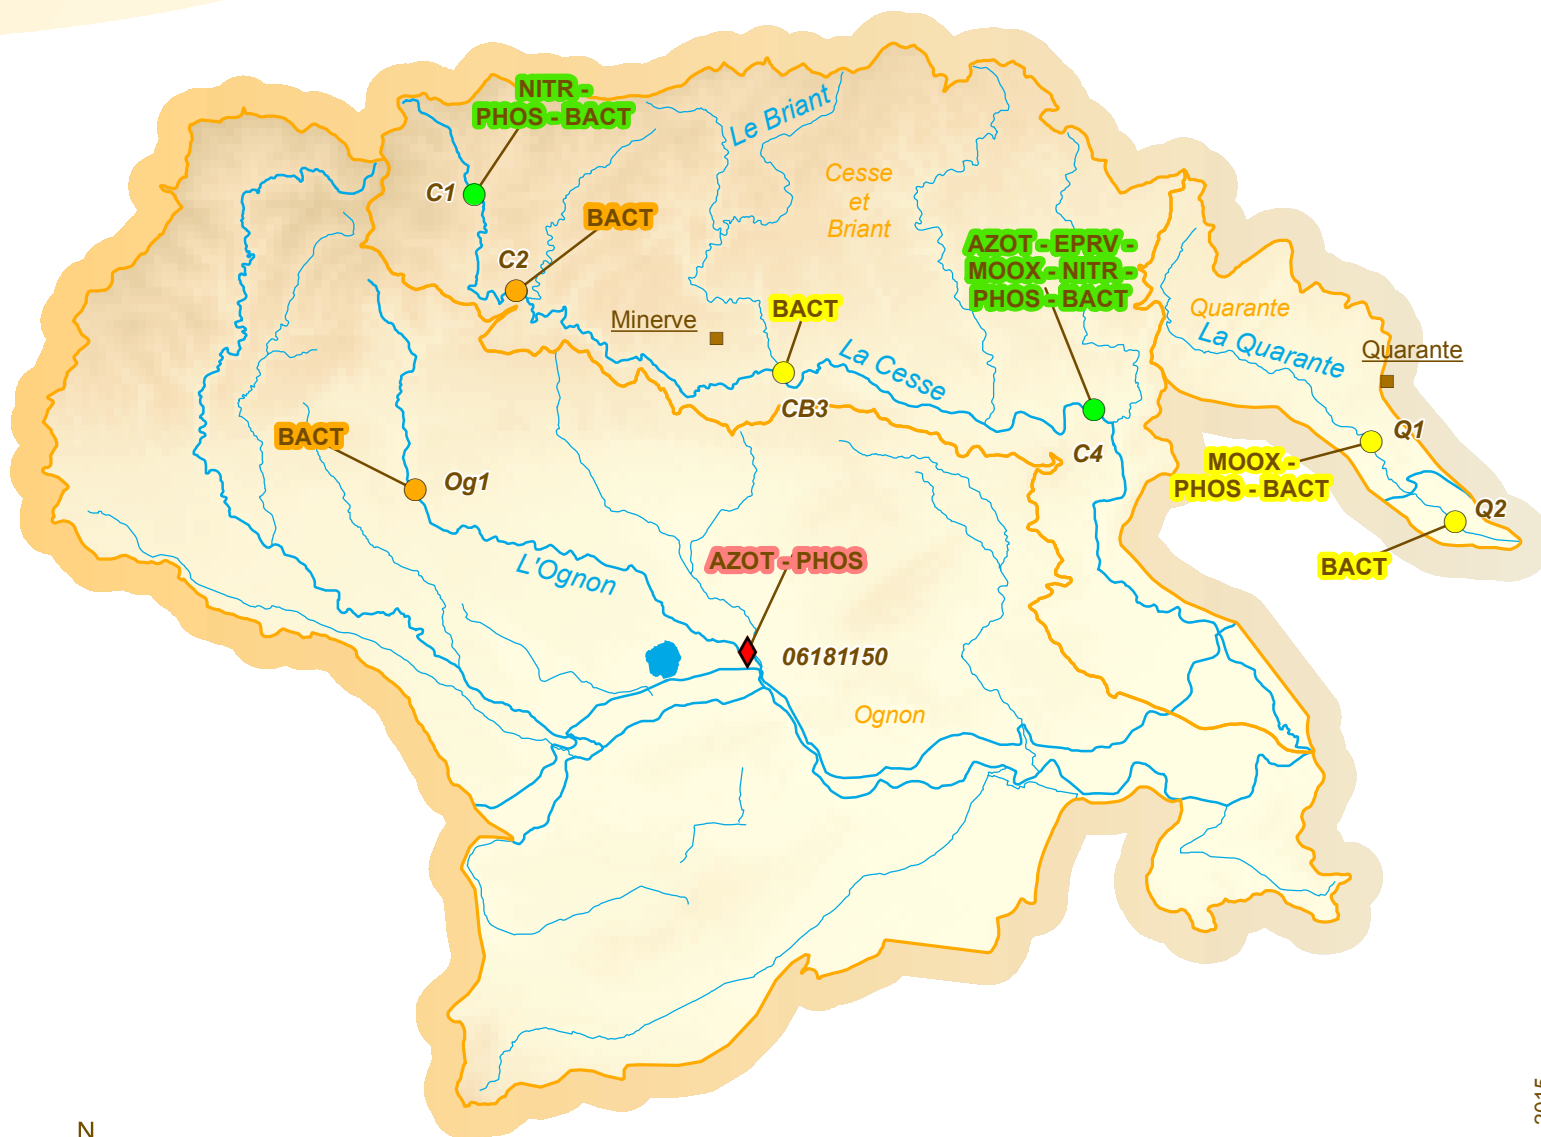 NITR -
PHOS - BACT
Le Briant
C1
BACT
Cesse
et
Briant
C2
AZOT - EPRV -
MOOX - NITR -
PHOS - BACT
Minerve
BACT
Quarante
La Quarante
Quarante
La Cesse
CB3
C4
Q1
BACT
Og1
MOOX -
PHOS - BACT
Q2
L'Ognon
AZOT - PHOS
BACT
06181150
Ognon
N
2015